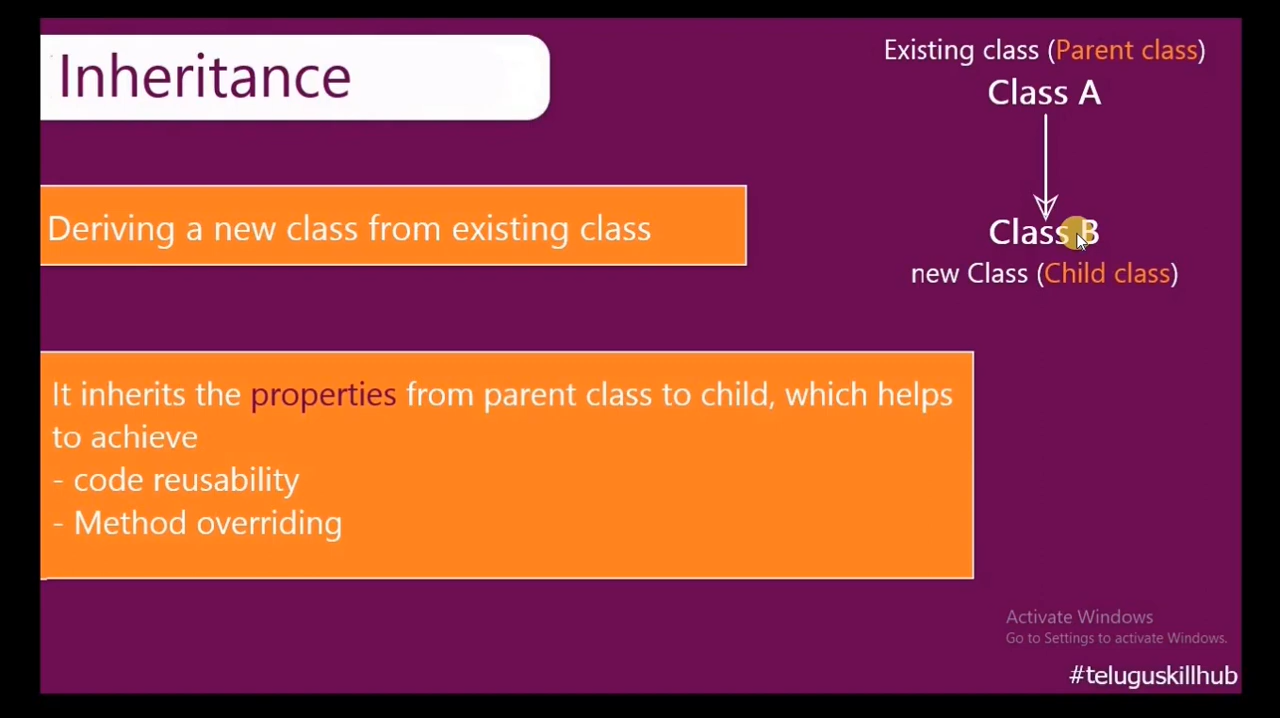 Inheritance
Existing class (Parent class)
Class A
Deriving a new class from existing class
Class B
new Class (Child class)
It inherits the properties from parent class to child, which helps
to achieve
- code reusability
- Method overriding
Activate Windows
Go to Settings to activate Windows.
#teluguskillhub